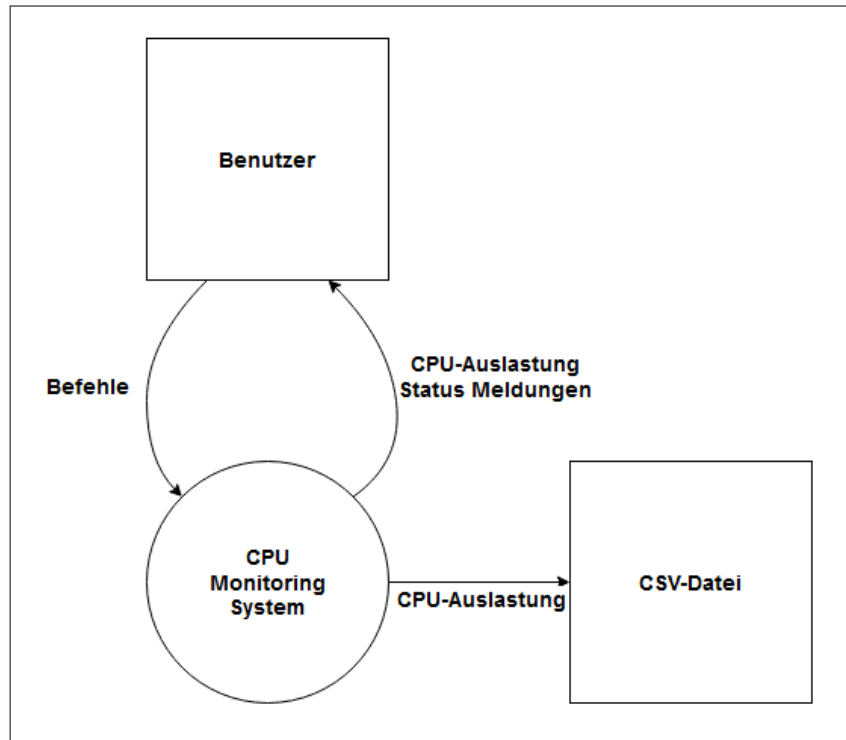 Benutzer
Befehle
CPU-Auslastung
Status Meldungen
CPU
Monitoring
System
CPU-Auslastung
CSV-Datei